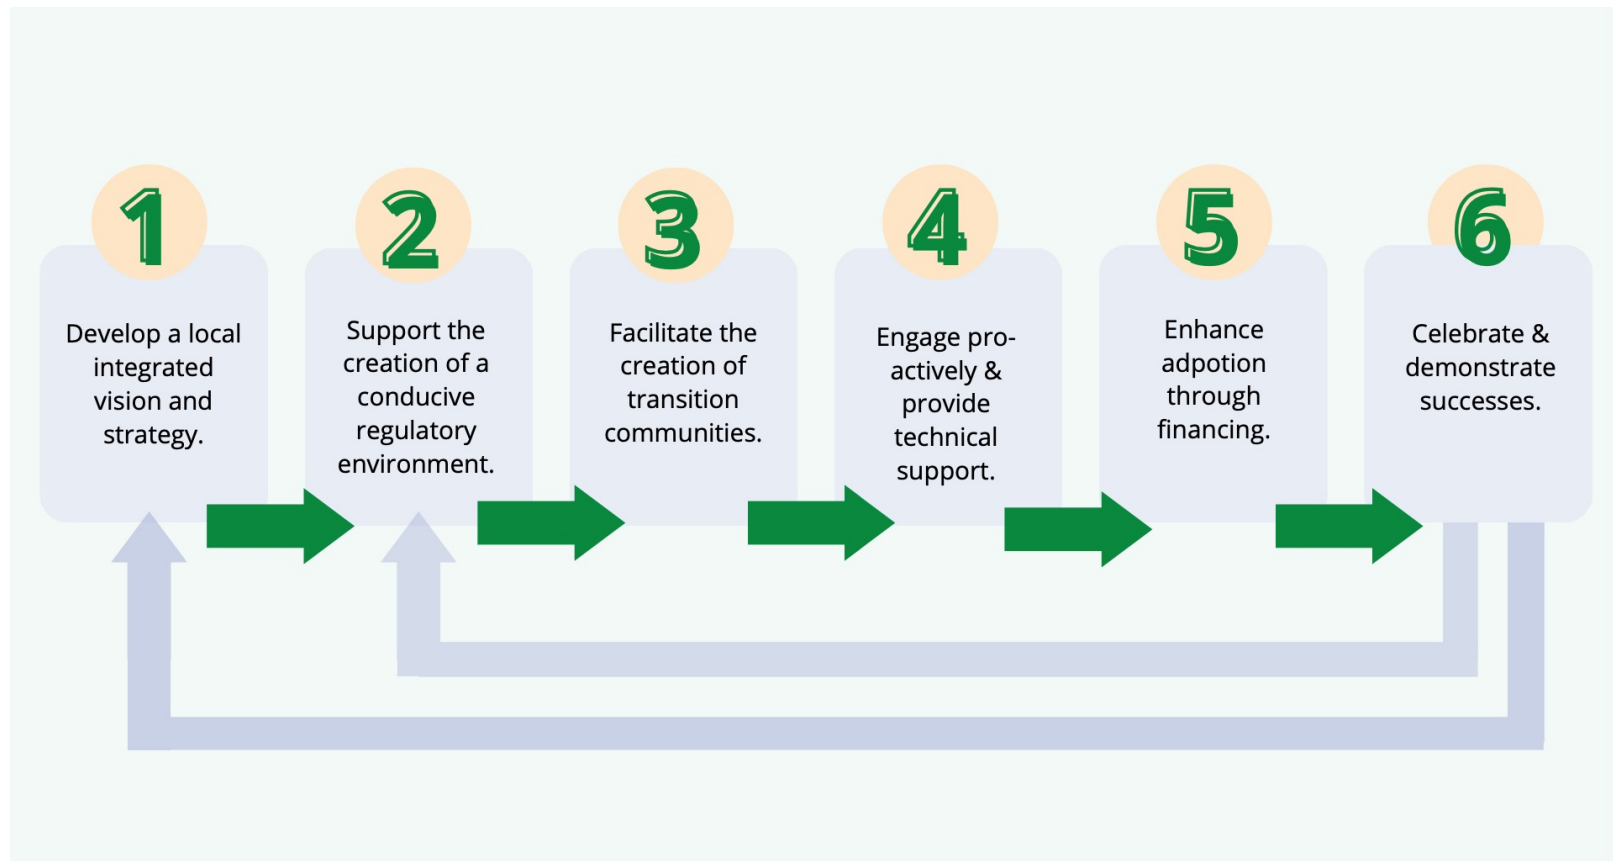 1
Develop a local
integrated
vision and
strategy.
2
Support the
creation of a
conducive
regulatory
environment.
3
Facilitate the
creation of
transition
communities.
4
Engage pro-
actively &
provide
technical
support.
5
Enhance
adpotion
through
financing.
6
Celebrate &
demonstrate
successes.